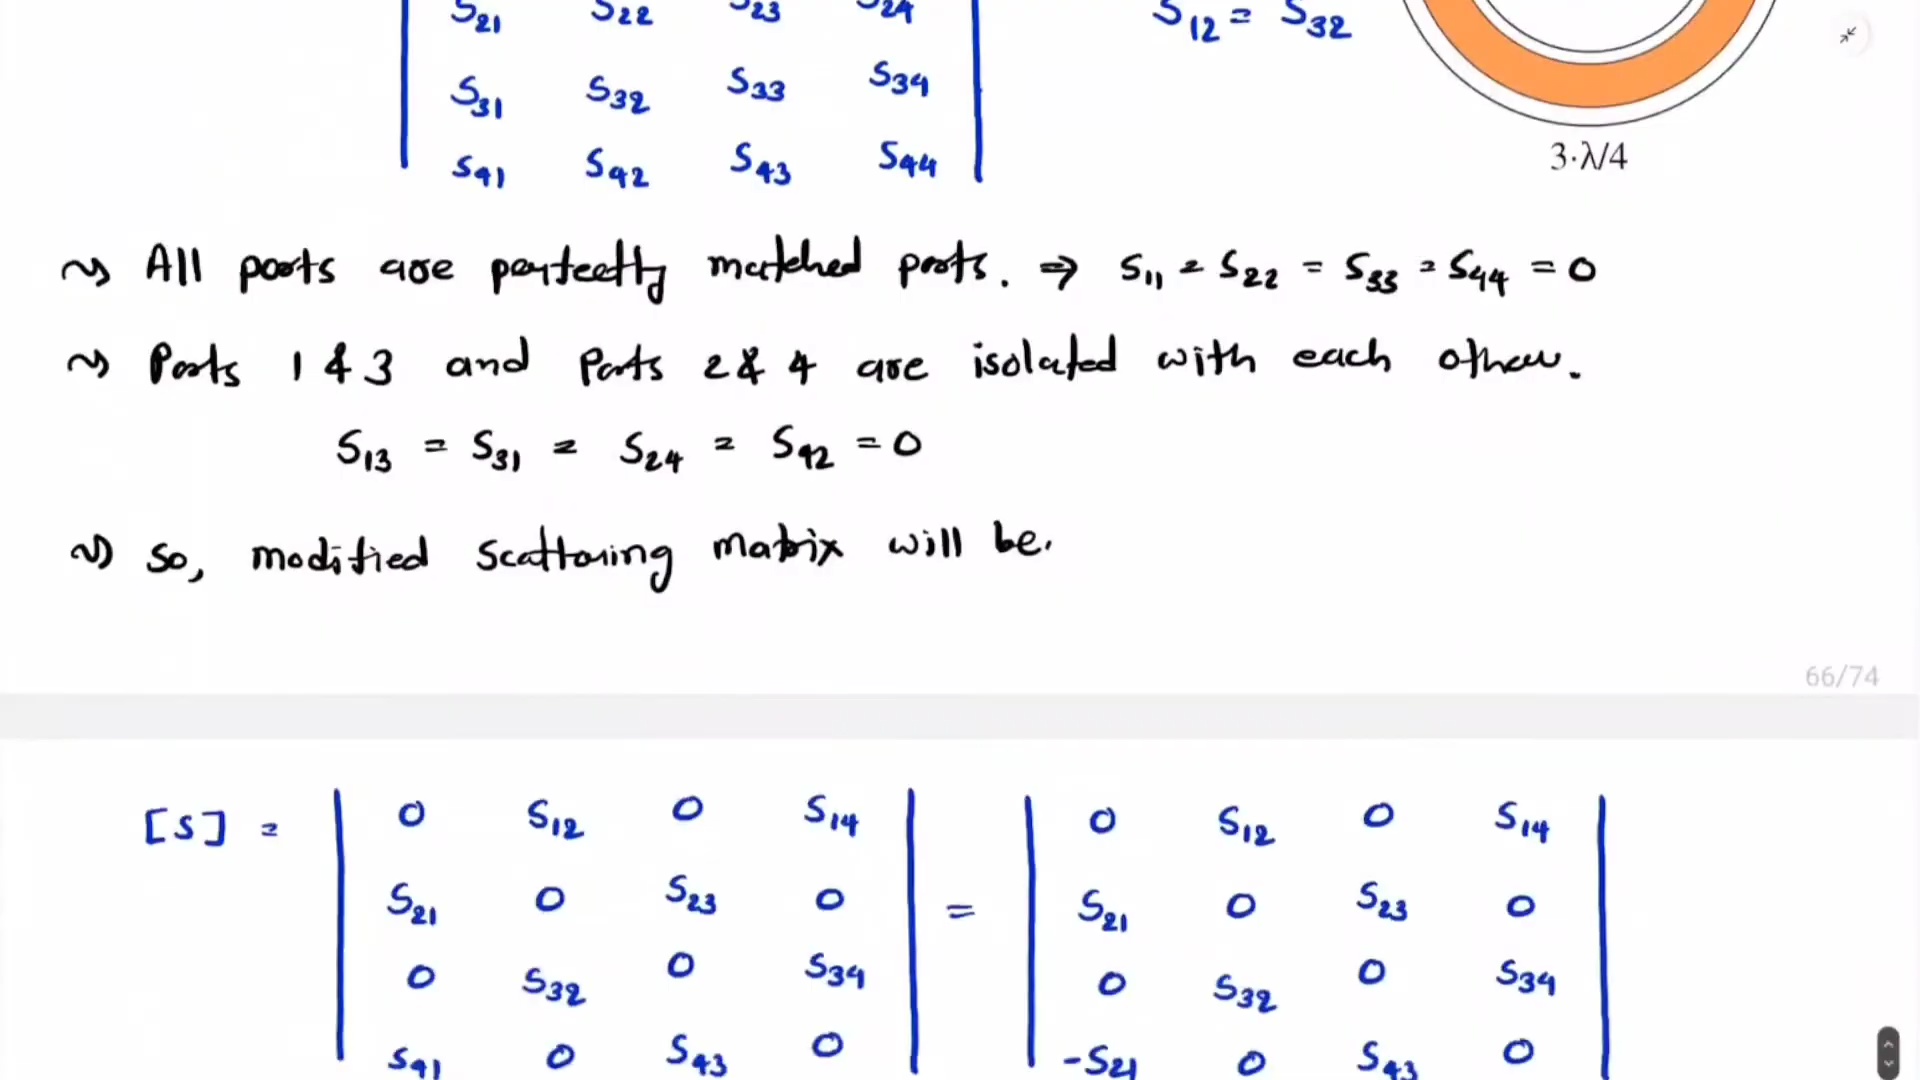 S21 S22 S23 S24
S12 = S32
S31 S32 S33 S34
S41 S42 S43 S44
3·λ/4
All ports are perfectly matched ports. ⇒ S11 = S22 = S33 = S44 = 0
Ports 1 & 3 and Ports 2 & 4 are isolated with each other.
S13 = S31 = S24 = S42 = 0
So, modified scattering matrix will be.
66/74
[S] = | 0 S12 0 S14 | = | 0 S12 0 S14 |
S21 0 S23 0 S21 0 S23 0
0 S32 0 S34 0 S32 0 S34
S41 0 S43 0 -S21 0 S43 0